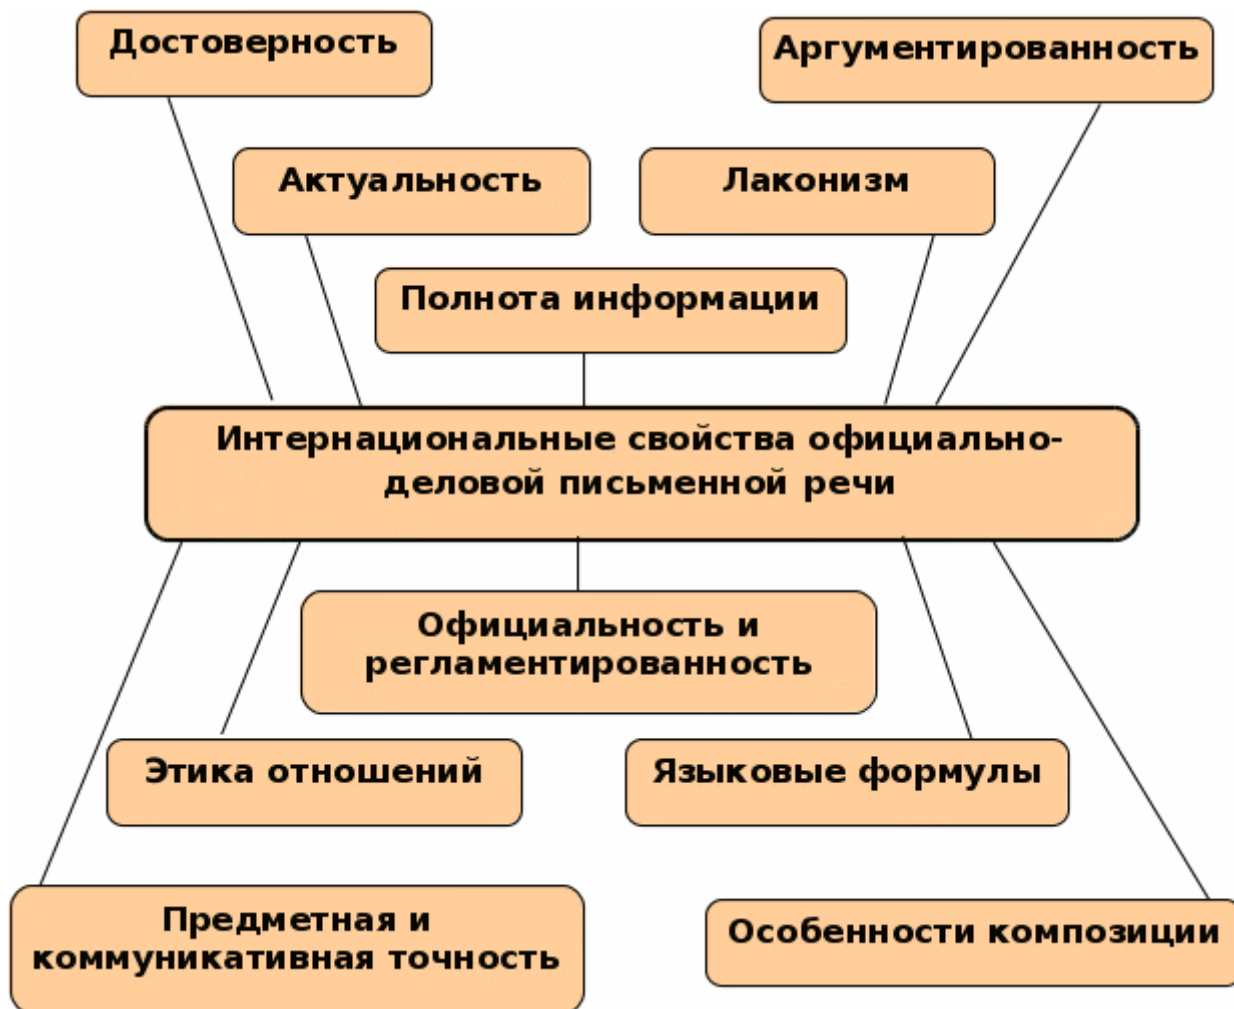 Достоверность
Аргументированность
Актуальность
Лаконизм
Полнота информации
Интернациональные свойства официально-
деловой письменной речи
Официальность и
регламентированность
Этика отношений
Языковые формулы
Предметная и
коммуникативная точность
Особенности композиции